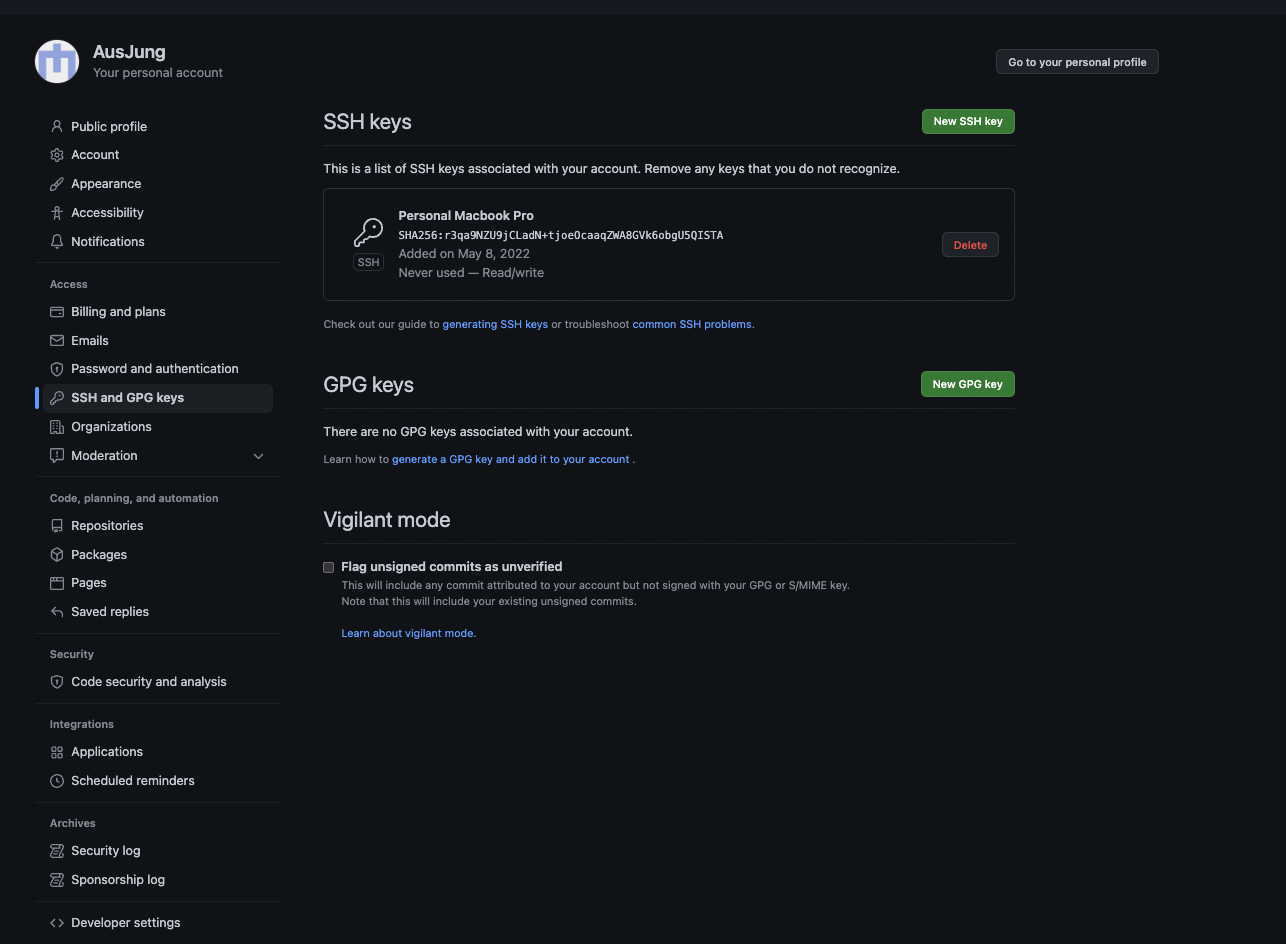 AusJung
Your personal account
Go to your personal profile
Public profile
Account
Appearance
Accessibility
Notifications
Access
Billing and plans
Emails
Password and authentication
SSH and GPG keys
Organizations
Moderation
Code, planning, and automation
Repositories
Packages
Pages
Saved replies
Security
Code security and analysis
Integrations
Applications
Scheduled reminders
Archives
Security log
Sponsorship log
Developer settings
SSH keys
New SSH key
This is a list of SSH keys associated with your account. Remove any keys that you do not recognize.
Personal Macbook Pro
SHA256:r3qa9NZU9jCLadN+tjoeOcaaqZWA8GVk6obgU5QISTA
SSH
Added on May 8, 2022
Never used — Read/write
Delete
Check out our guide to generating SSH keys or troubleshoot common SSH problems.
GPG keys
New GPG key
There are no GPG keys associated with your account.
Learn how to generate a GPG key and add it to your account .
Vigilant mode
Flag unsigned commits as unverified
This will include any commit attributed to your account but not signed with your GPG or S/MIME key.
Note that this will include your existing unsigned commits.
Learn about vigilant mode.